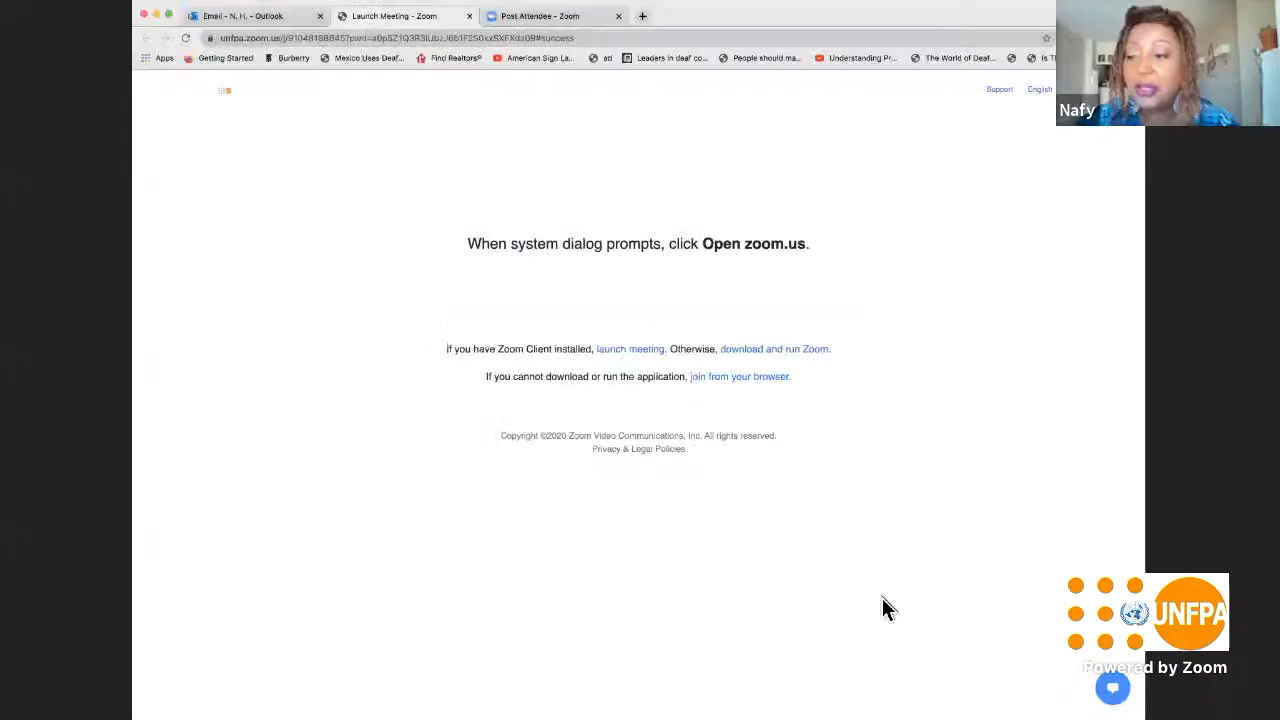 Email - N. H. - Outlook
Launch Meeting - Zoom
Post Attendee - Zoom
Apps
Getting Started
Burberry
Mexico Uses Deaf...
Find Realtors®...
American Sign La...
Leaders in deaf co...
People should ma...
Understanding Pr...
The World of Deaf...
Support
English
Nafy
When system dialog prompts, click Open zoom.us.
If you have Zoom Client installed, launch meeting. Otherwise, download and run Zoom.
If you cannot download or run the application, join from your browser.
Copyright ©2020 Zoom Video Communications, Inc. All rights reserved.
Privacy & Legal Policies
UNFPA
Powered by Zoom